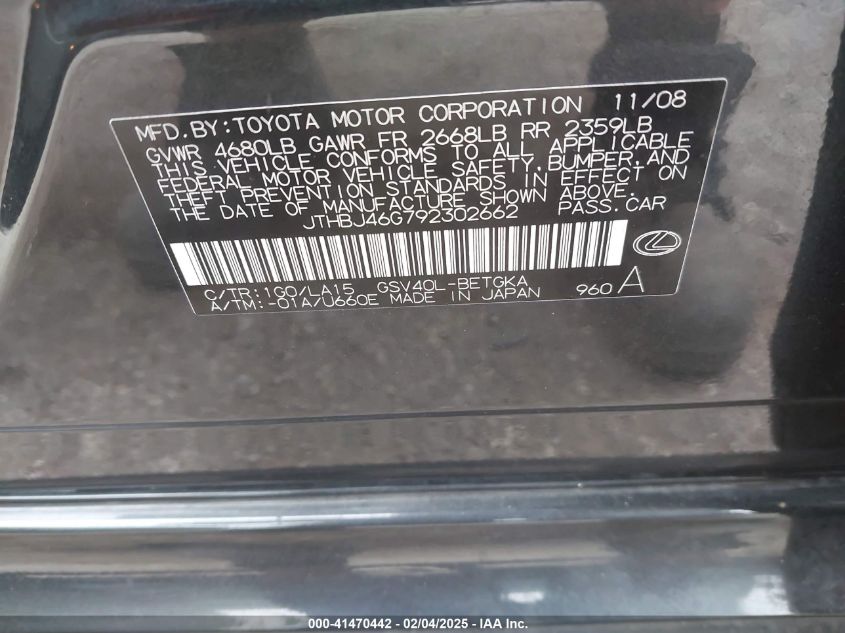 MFD.BY:TOYOTA MOTOR CORPORATION 11/08
GVWR 4680LB GAWR FR 2668LB RR 2359LB
THIS VEHICLE CONFORMS TO ALL APPLICABLE
FEDERAL MOTOR VEHICLE SAFETY, BUMPER, AND
THEFT PREVENTION STANDARDS IN EFFECT ON
THE DATE OF MANUFACTURE SHOWN ABOVE.
JTHBJ46G792302662 PASS.CAR
C/TR:1G0/LA15 GSV40L-BETGKA
A/TM:-01A/U660E MADE IN JAPAN 960 A
000-41470442 - 02/04/2025 - IAA Inc.